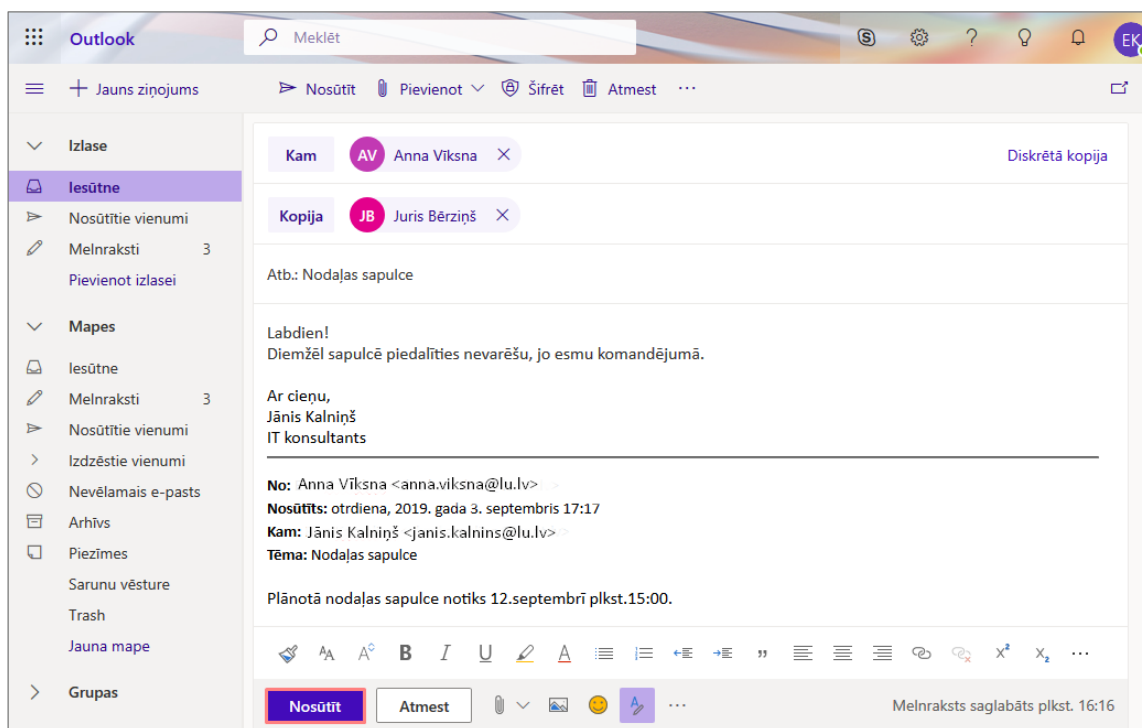 Outlook
Meklēt
EK
Jauns ziņojums
Nosūtīt
Pievienot
Šifrēt
Atmest
Izlase
Iesūtne
Nosūtītie vienumi
Melnraksti 3
Pievienot izlasei
Mapes
Iesūtne
Melnraksti 3
Nosūtītie vienumi
Izdzēstie vienumi
Nevēlamais e-pasts
Arhīvs
Piezīmes
Sarunu vēsture
Trash
Jauna mape
Grupas
Kam AV Anna Vīksna Diskrētā kopija
Kopija JB Juris Bērziņš
Atb.: Nodaļas sapulce
Labdien!
Diemžēl sapulcē piedalīties nevarēšu, jo esmu komandējumā.
Ar cieņu,
Jānis Kalniņš
IT konsultants
No: Anna Vīksna <anna.viksna@lu.lv>
Nosūtīts: otrdiena, 2019. gada 3. septembris 17:17
Kam: Jānis Kalniņš <janis.kalnins@lu.lv>
Tēma: Nodaļas sapulce
Plānotā nodaļas sapulce notiks 12.septembrī plkst.15:00.
Nosūtīt Atmest Melnraksts saglabāts plkst. 16:16